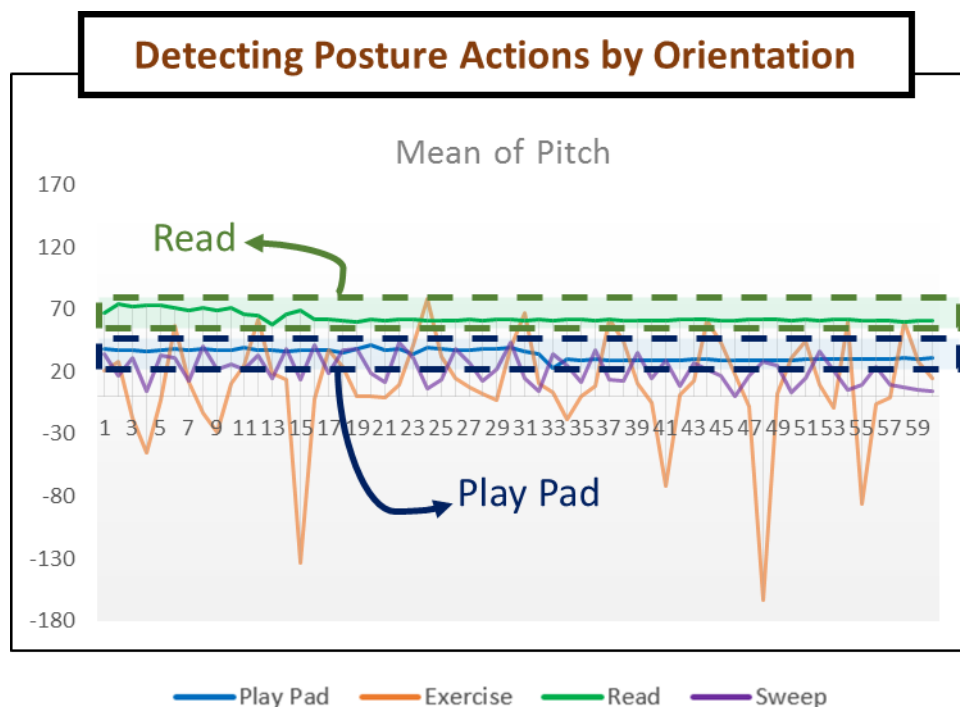 Detecting Posture Actions by Orientation
Mean of Pitch
170
120
70
20
-30
-80
-130
-180
Read
Play Pad
1 3 5 7 9 11 13 15 17 19 21 23 25 27 29 31 33 35 37 39 41 43 45 47 49 51 53 55 57 59
Play Pad Exercise Read Sweep